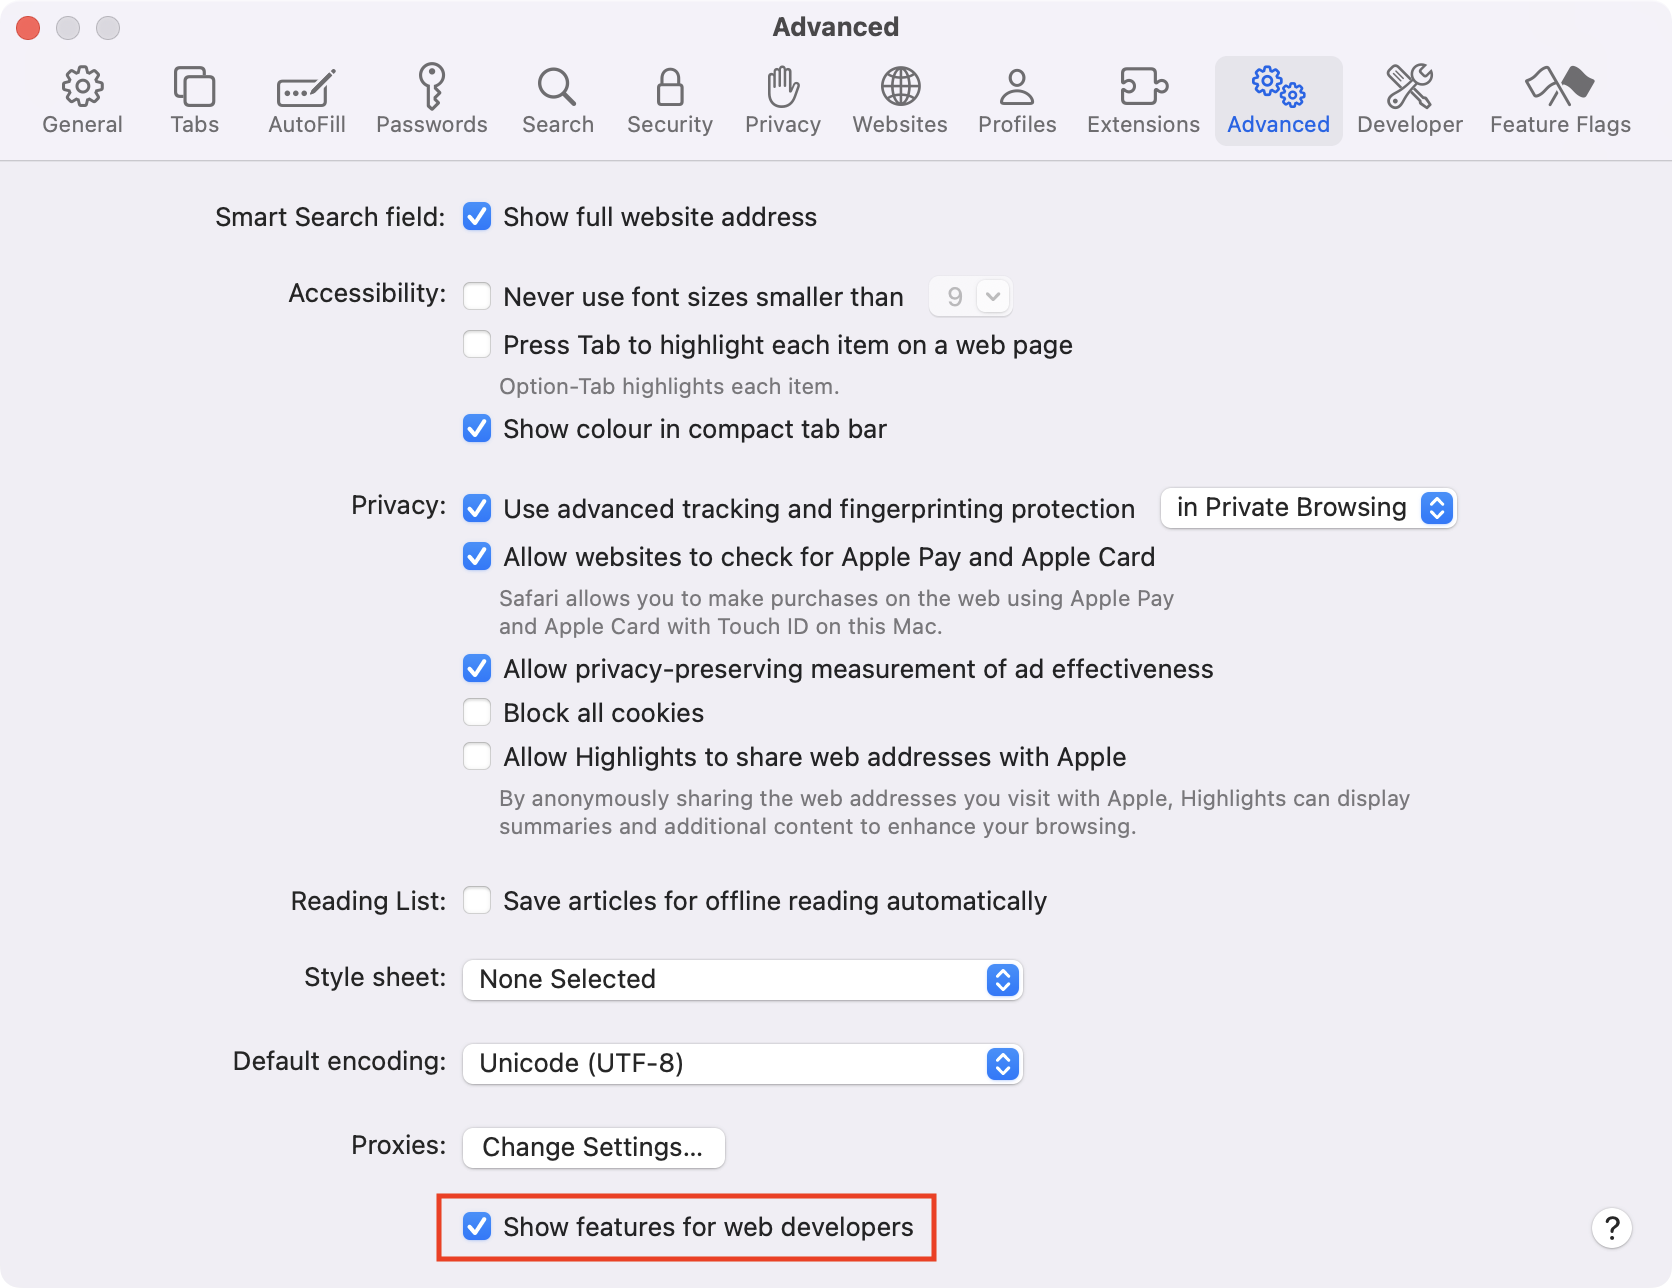 Advanced
General Tabs AutoFill Passwords Search Security Privacy Websites Profiles Extensions Advanced Developer Feature Flags
Smart Search field: Show full website address
Accessibility: Never use font sizes smaller than 9
Press Tab to highlight each item on a web page
Option-Tab highlights each item.
Show colour in compact tab bar
Privacy: Use advanced tracking and fingerprinting protection in Private Browsing
Allow websites to check for Apple Pay and Apple Card
Safari allows you to make purchases on the web using Apple Pay
and Apple Card with Touch ID on this Mac.
Allow privacy-preserving measurement of ad effectiveness
Block all cookies
Allow Highlights to share web addresses with Apple
By anonymously sharing the web addresses you visit with Apple, Highlights can display
summaries and additional content to enhance your browsing.
Reading List: Save articles for offline reading automatically
Style sheet: None Selected
Default encoding: Unicode (UTF-8)
Proxies: Change Settings...
Show features for web developers ?